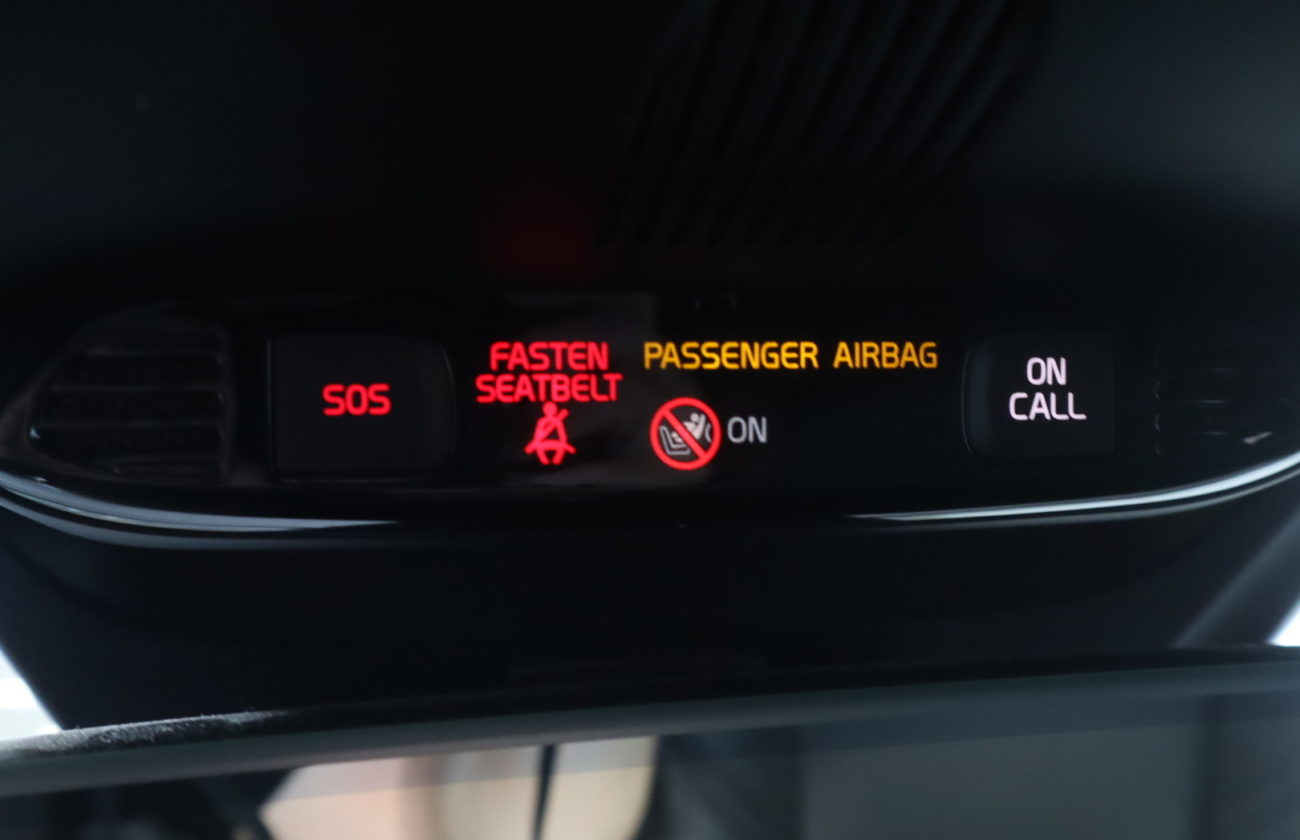 SOS
FASTEN
SEATBELT
PASSENGER AIRBAG
ON
ON
CALL